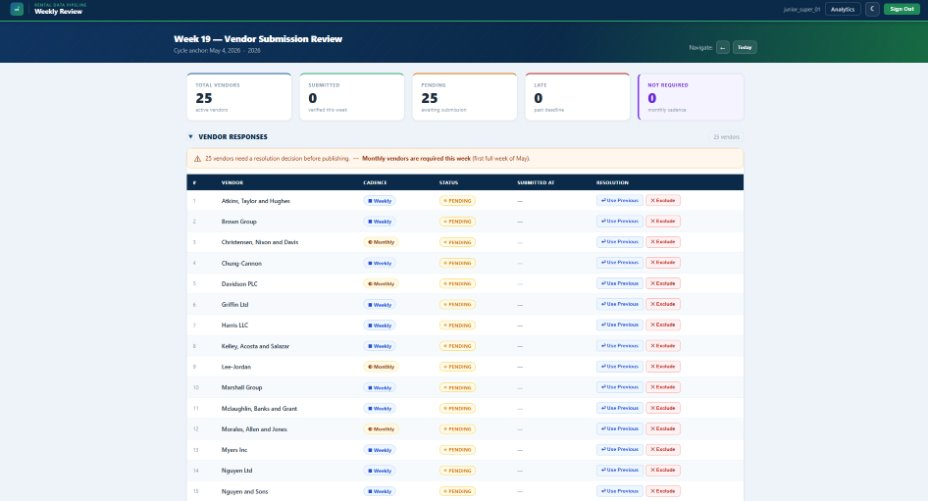 RENTAL DATA PIPELINE
Weekly Review
junior_super_01
Analytics
Sign Out
Week 19 — Vendor Submission Review
Cycle anchor: May 4, 2026 - 2026
Navigate:
←
Today
TOTAL VENDORS
25
active vendors
SUBMITTED
0
verified this week
PENDING
25
awaiting submission
LATE
0
past deadline
NOT REQUIRED
0
monthly cadence
▼ VENDOR RESPONSES
25 vendors
25 vendors need a resolution decision before publishing. — Monthly vendors are required this week (first full week of May).
# VENDOR CADENCE STATUS SUBMITTED AT RESOLUTION
1 Atkins, Taylor and Hughes Weekly PENDING — Use Previous Exclude
2 Brown Group Weekly PENDING — Use Previous Exclude
3 Christensen, Nixon and Davis Monthly PENDING — Use Previous Exclude
4 Chung-Cannon Weekly PENDING — Use Previous Exclude
5 Davidson PLC Monthly PENDING — Use Previous Exclude
6 Griffin Ltd Weekly PENDING — Use Previous Exclude
7 Harris LLC Weekly PENDING — Use Previous Exclude
8 Kelley, Acosta and Salazar Weekly PENDING — Use Previous Exclude
9 Lee-Jordan Monthly PENDING — Use Previous Exclude
10 Marshall Group Weekly PENDING — Use Previous Exclude
11 Mclaughlin, Banks and Grant Weekly PENDING — Use Previous Exclude
12 Morales, Allen and Jones Monthly PENDING — Use Previous Exclude
13 Myers Inc Weekly PENDING — Use Previous Exclude
14 Nguyen Ltd Weekly PENDING — Use Previous Exclude
15 Nguyen and Sons Weekly PENDING — Use Previous Exclude